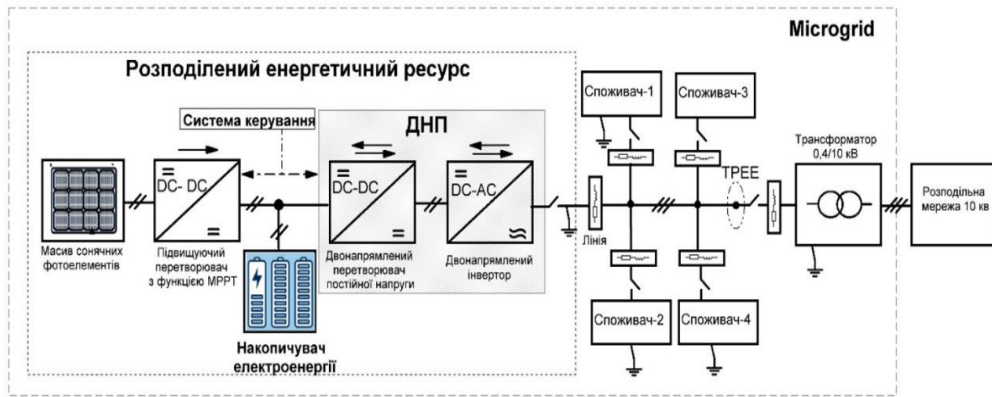 Microgrid
Розподілений енергетичний ресурс
Система керування
ДНП
DC- DC
DC-DC
DC-AC
Масив сонячних
фотоелементів
Підвищуючий
перетворювач
з функцією МРРТ
Двонапрямлений
перетворювач
постійної напруги
Двонапрямлений
інвертор
Накопичувач
електроенергії
Лінія
Споживач-1
Споживач-3
Споживач-2
Споживач-4
ТРЕЕ
Трансформатор
0,4/10 кВ
Розподільна
мережа 10 кв